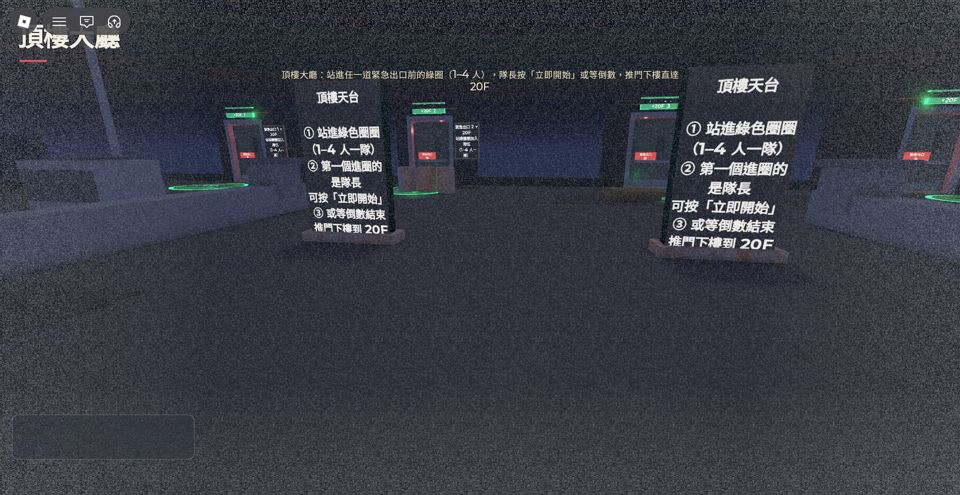 頂樓大廳
頂樓大廳：站進任一道緊急出口前的綠圈（1–4 人），隊長按「立即開始」或等倒數，推門下樓直達
20F
頂樓天台
① 站進綠色圈圈
（1–4 人一隊）
② 第一個進圈的
是隊長
可按「立即開始」
③ 或等倒數結束
推門下樓到 20F
頂樓天台
① 站進綠色圈圈
（1–4 人一隊）
② 第一個進圈的
是隊長
可按「立即開始」
③ 或等倒數結束
推門下樓到 20F